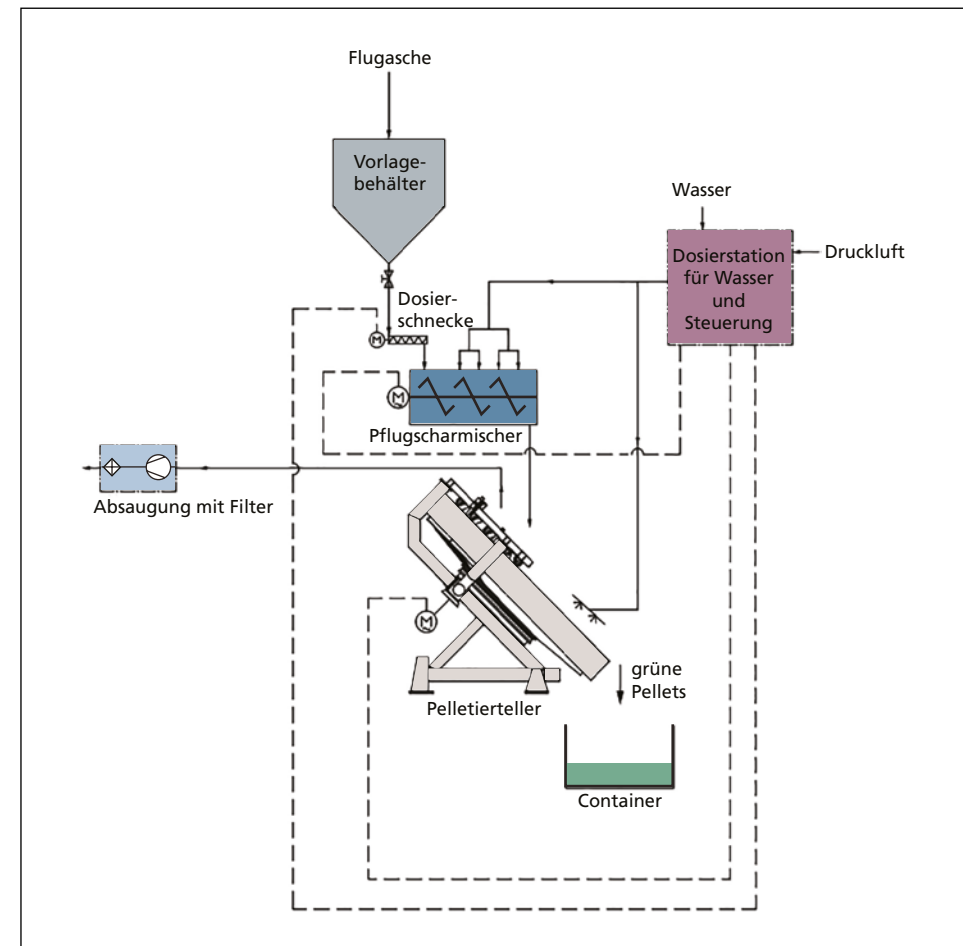 Flugasche
Vorlage-
behälter
Wasser
Druckluft
Dosierstation
für Wasser
und
Steuerung
Dosier-
schnecke
M
M
Pflugscharmischer
Absaugung mit Filter
M
grüne
Pellets
Pelletierteller
Container